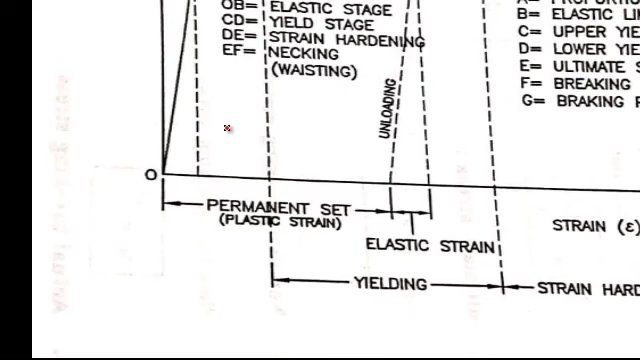 OB= ELASTIC STAGE
CD= YIELD STAGE
DE= STRAIN HARDENING
EF= NECKING
(WAISTING)
B= ELASTIC
C= UPPER
D= LOWER
E= ULTIMATE
F= BREAKING
G= BRAKING
UNLOADING
O
PERMANENT SET
(PLASTIC STRAIN)
ELASTIC STRAIN
STRAIN (ε)
YIELDING
STRAIN